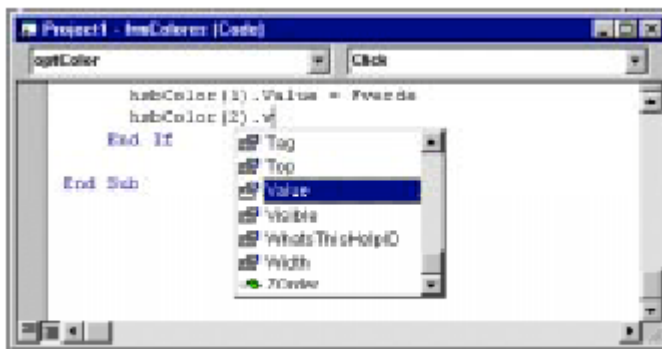 Project1 - frmColores (Code)
optColor
Click
hsbColor(1).Value = Fverde
hsbColor(2).v
End If
End Sub
Tag
Top
Value
Visible
WhatsThisHelpID
Width
ZOrder